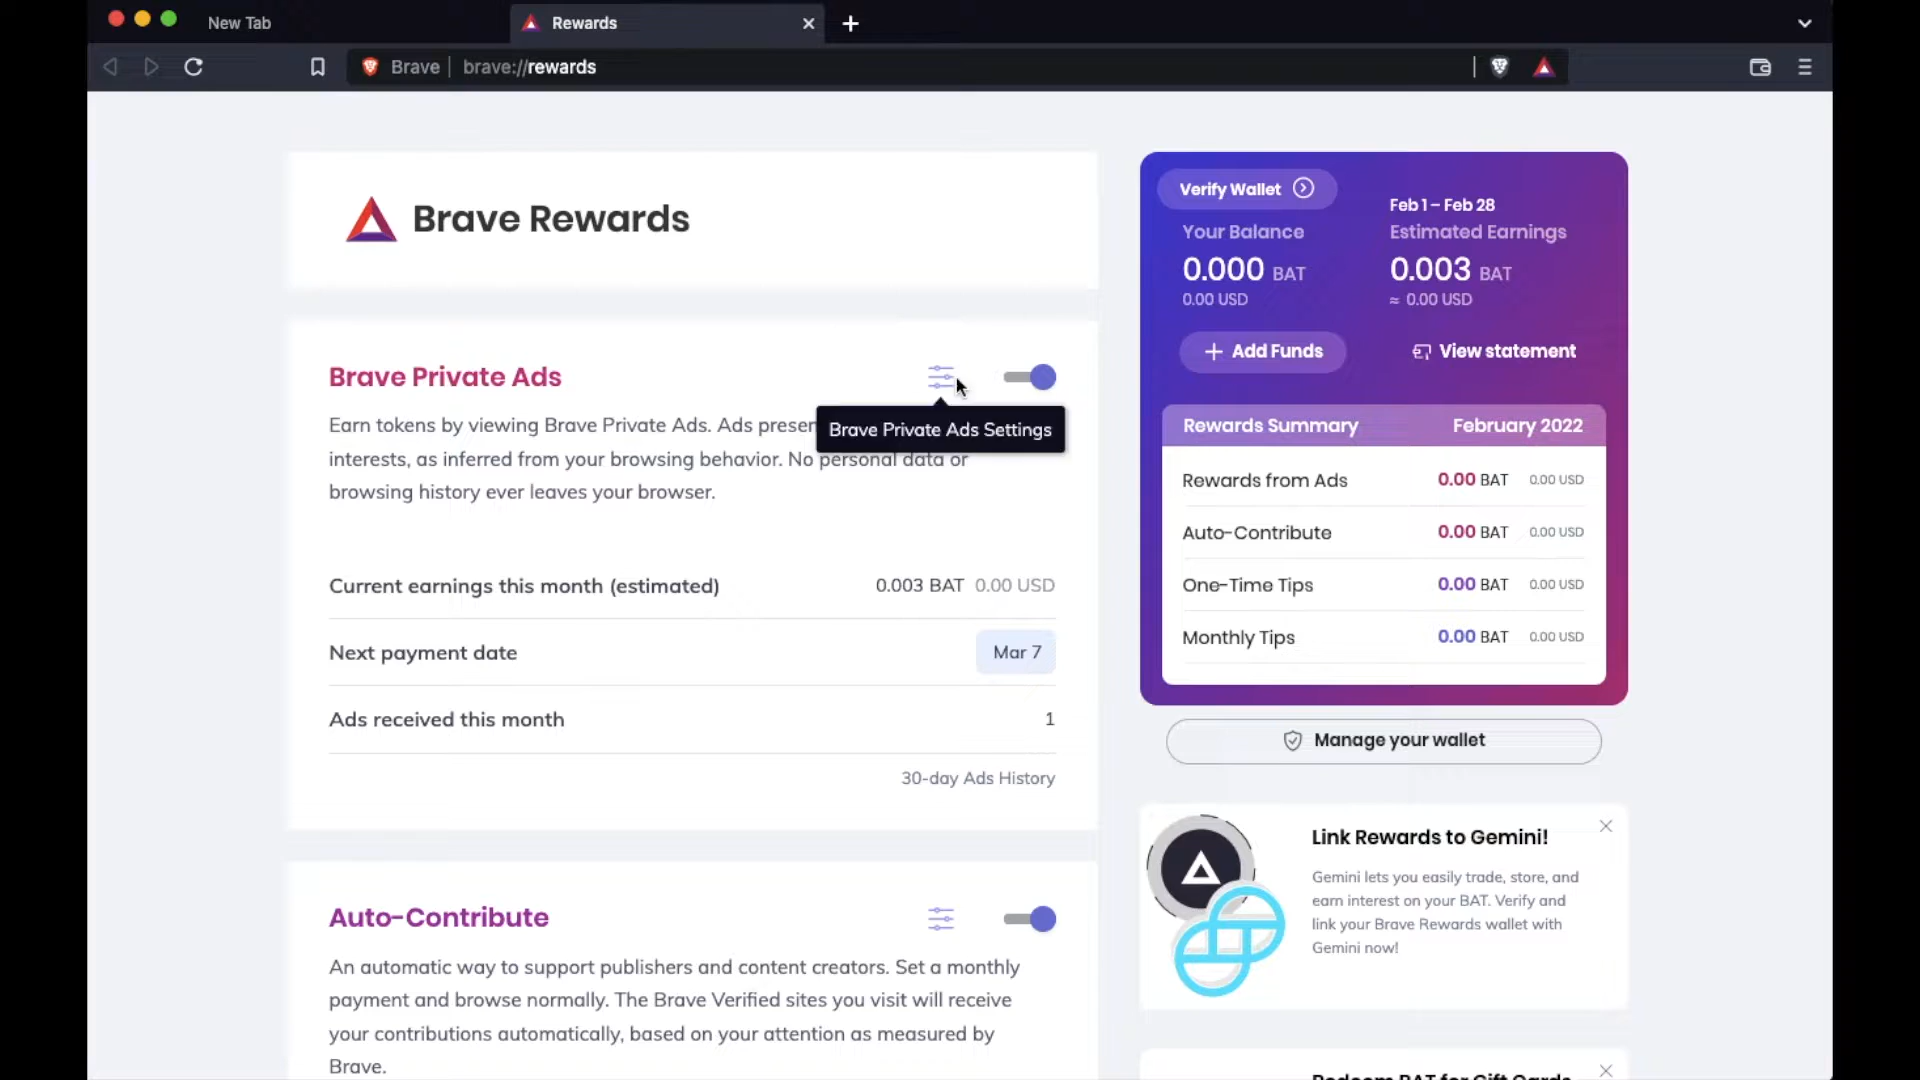 New Tab
Rewards
Brave
brave://rewards
Brave Rewards
Brave Private Ads
Brave Private Ads Settings
Earn tokens by viewing Brave Private Ads. Ads
interests, as inferred from your browsing behavior. No personal data or
browsing history ever leaves your browser.
Current earnings this month (estimated) 0.003 BAT 0.00 USD
Next payment date Mar 7
Ads received this month 1
30-day Ads History
Auto-Contribute
An automatic way to support publishers and content creators. Set a monthly
payment and browse normally. The Brave Verified sites you visit will receive
your contributions automatically, based on your attention as measured by
Brave.
Verify Wallet
Feb 1 – Feb 28
Your Balance
Estimated Earnings
0.000 BAT
0.003 BAT
0.00 USD
≈ 0.00 USD
+ Add Funds
View statement
Rewards Summary February 2022
Rewards from Ads 0.00 BAT 0.00 USD
Auto-Contribute 0.00 BAT 0.00 USD
One-Time Tips 0.00 BAT 0.00 USD
Monthly Tips 0.00 BAT 0.00 USD
Manage your wallet
Link Rewards to Gemini!
Gemini lets you easily trade, store, and
earn interest on your BAT. Verify and
link your Brave Rewards wallet with
Gemini now!
Redeem BAT for Gift Cards